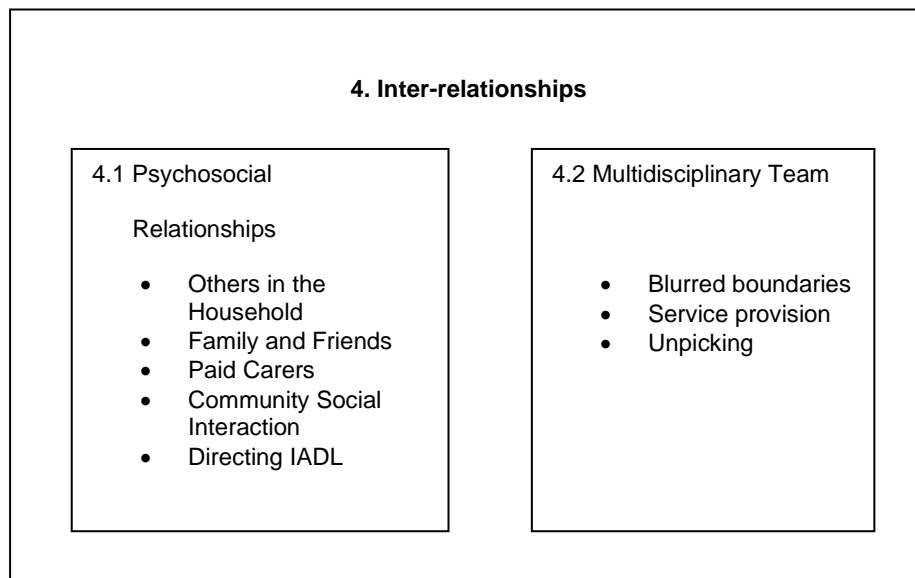 4. Inter-relationships
4.1 Psychosocial
Relationships
• Others in the
Household
• Family and Friends
• Paid Carers
• Community Social
Interaction
• Directing IADL
4.2 Multidisciplinary Team
• Blurred boundaries
• Service provision
• Unpicking